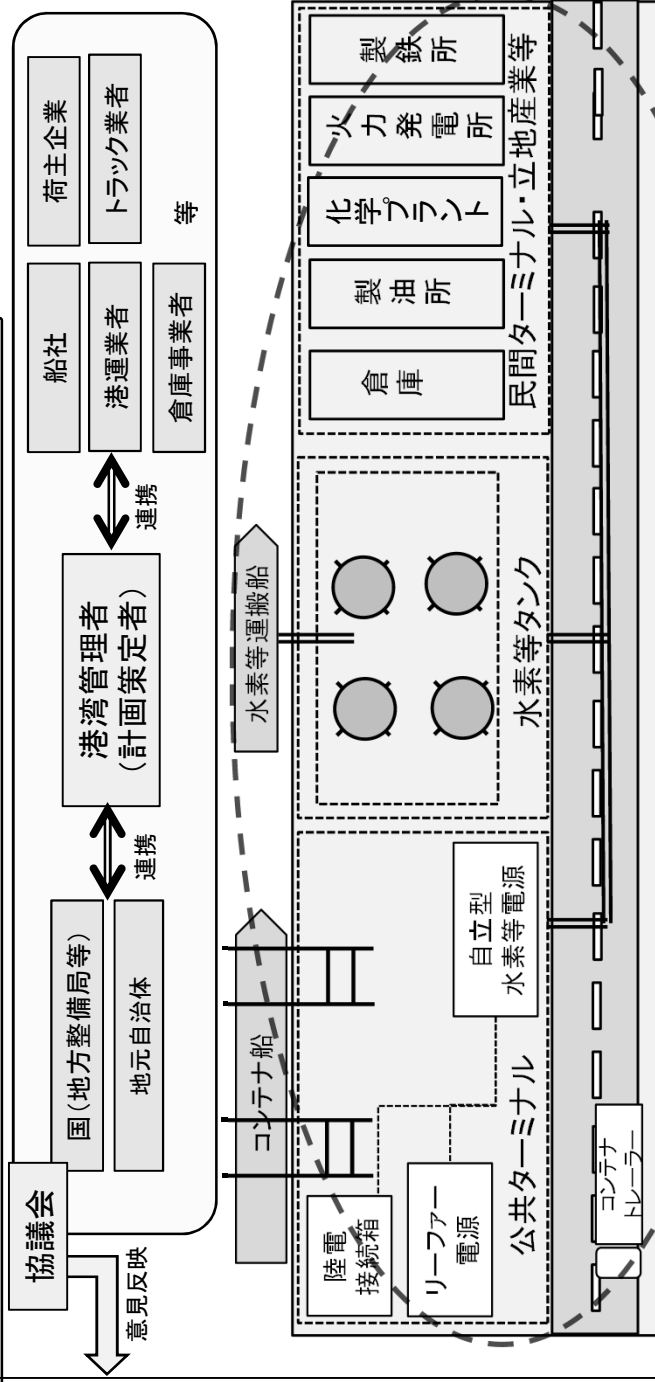 協議会
意見反映
国（地方整備局等）
地元自治体
連携
港湾管理者
（計画策定者）
連携
船社
港運業者
倉庫事業者
荷主企業
トラック業者
等
コンテナ船
水素等運搬船
陸電
接続箱
リーファー
電源
自立型
水素等電源
公共ターミナル
水素等タンク
倉庫
製油所
化学プラント
火力発電所
製鉄所
民間ターミナル・立地産業等
コンテナ
トレーラー